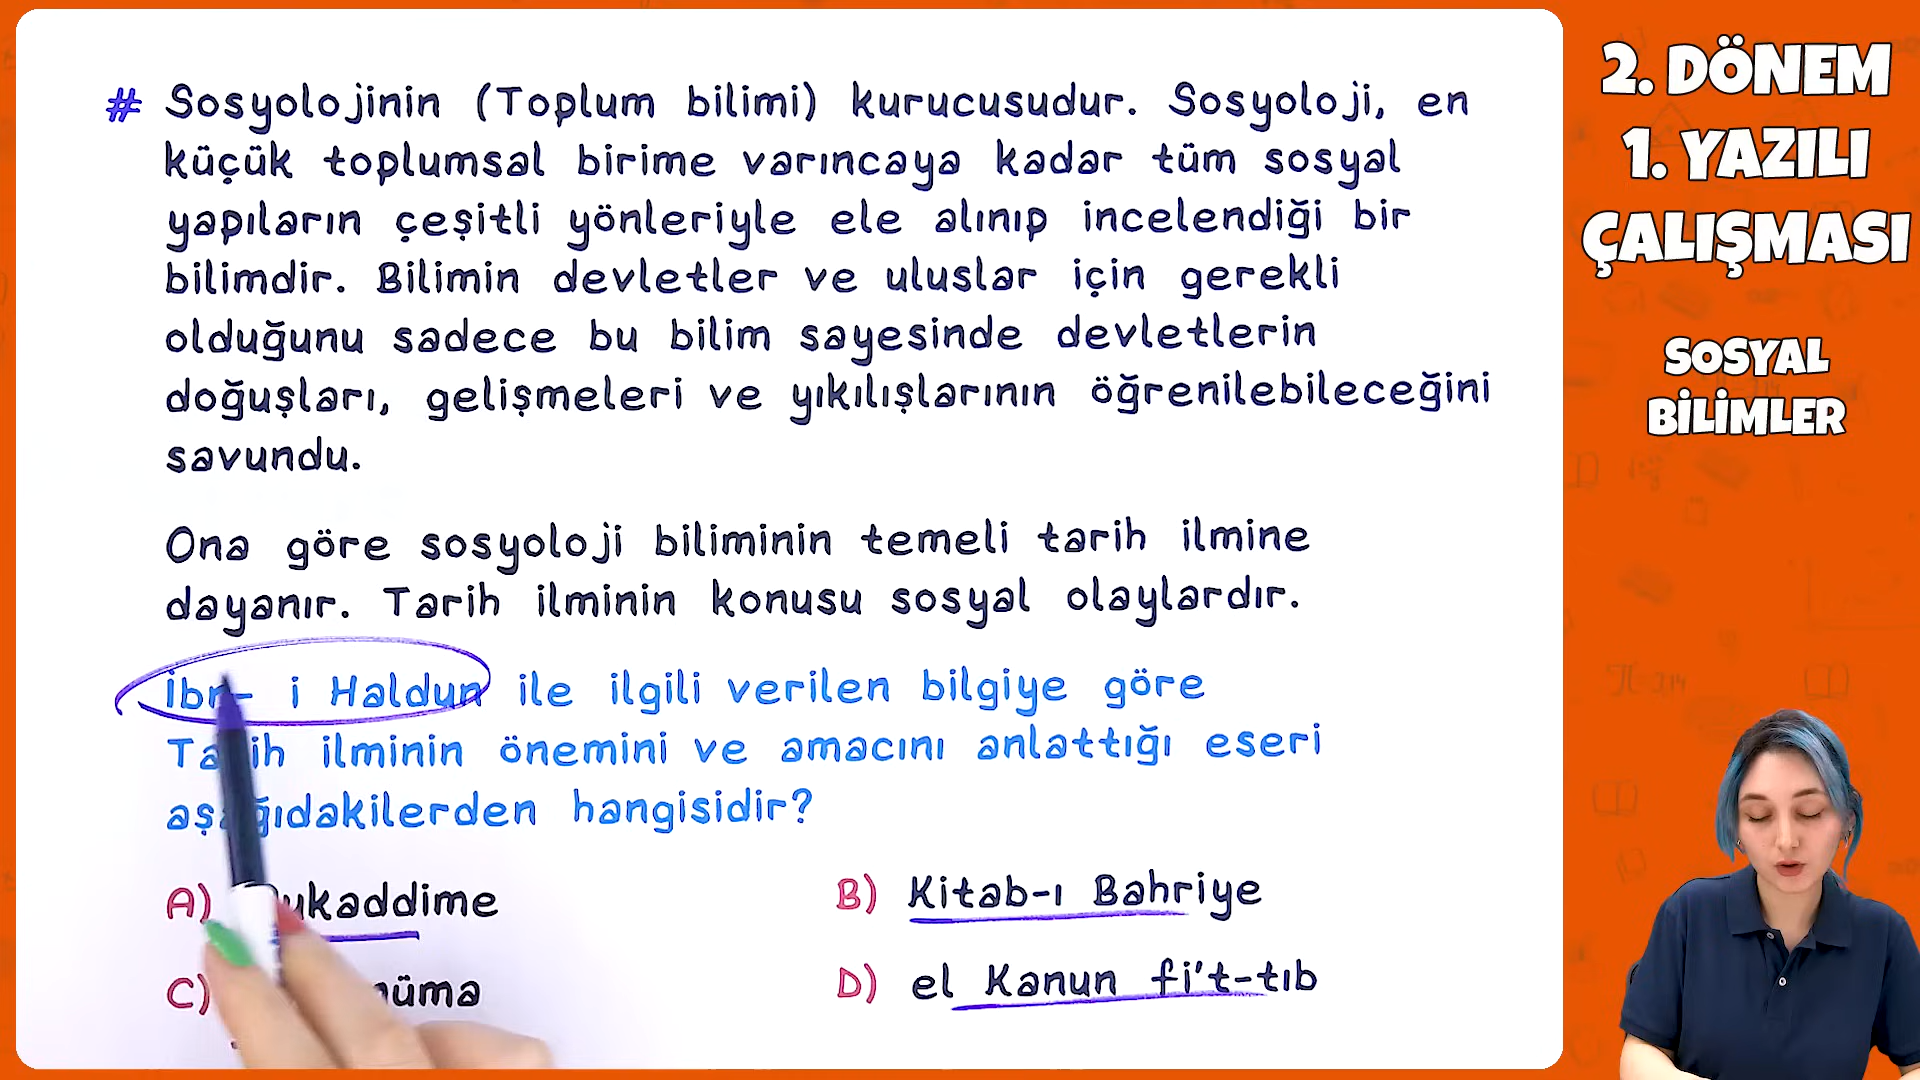 # Sosyolojinin (Toplum bilimi) kurucusudur. Sosyoloji, en
küçük toplumsal birime varıncaya kadar tüm sosyal
yapıların çeşitli yönleriyle ele alınıp incelendiği bir
bilimdir. Bilimin devletler ve uluslar için gerekli
olduğunu sadece bu bilim sayesinde devletlerin
doğuşları, gelişmeleri ve yıkılışlarının öğrenilebileceğini
savundu.
Ona göre sosyoloji biliminin temeli tarih ilmine
dayanır. Tarih ilminin konusu sosyal olaylardır.
İbn- i Haldun ile ilgili verilen bilgiye göre
Tarih ilminin önemini ve amacını anlattığı eseri
aşağıdakilerden hangisidir?
A) Mukaddime
B) Kitab-ı Bahriye
C)
D) el Kanun fi't-tıb
2. DÖNEM
1. YAZILI
ÇALIŞMASI
SOSYAL
BİLİMLER